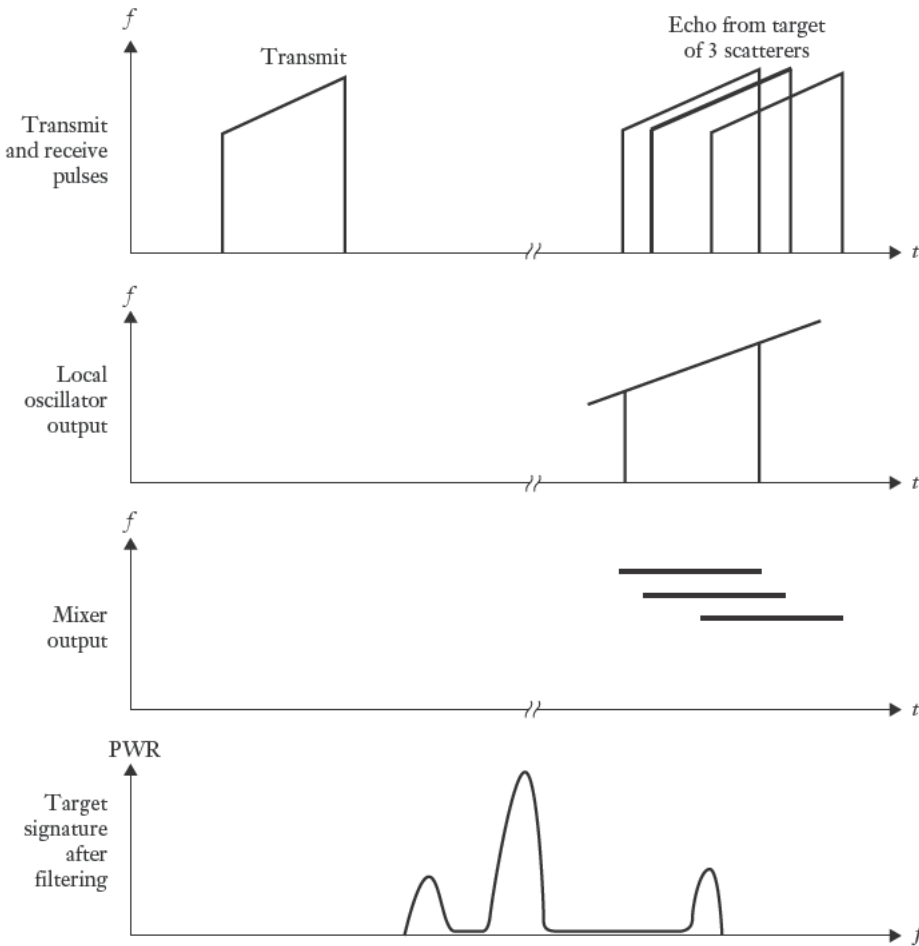 f
Transmit
Echo from target
of 3 scatterers
Transmit
and receive
pulses
t
f
Local
oscillator
output
t
f
Mixer
output
t
PWR
Target
signature
after
filtering
f